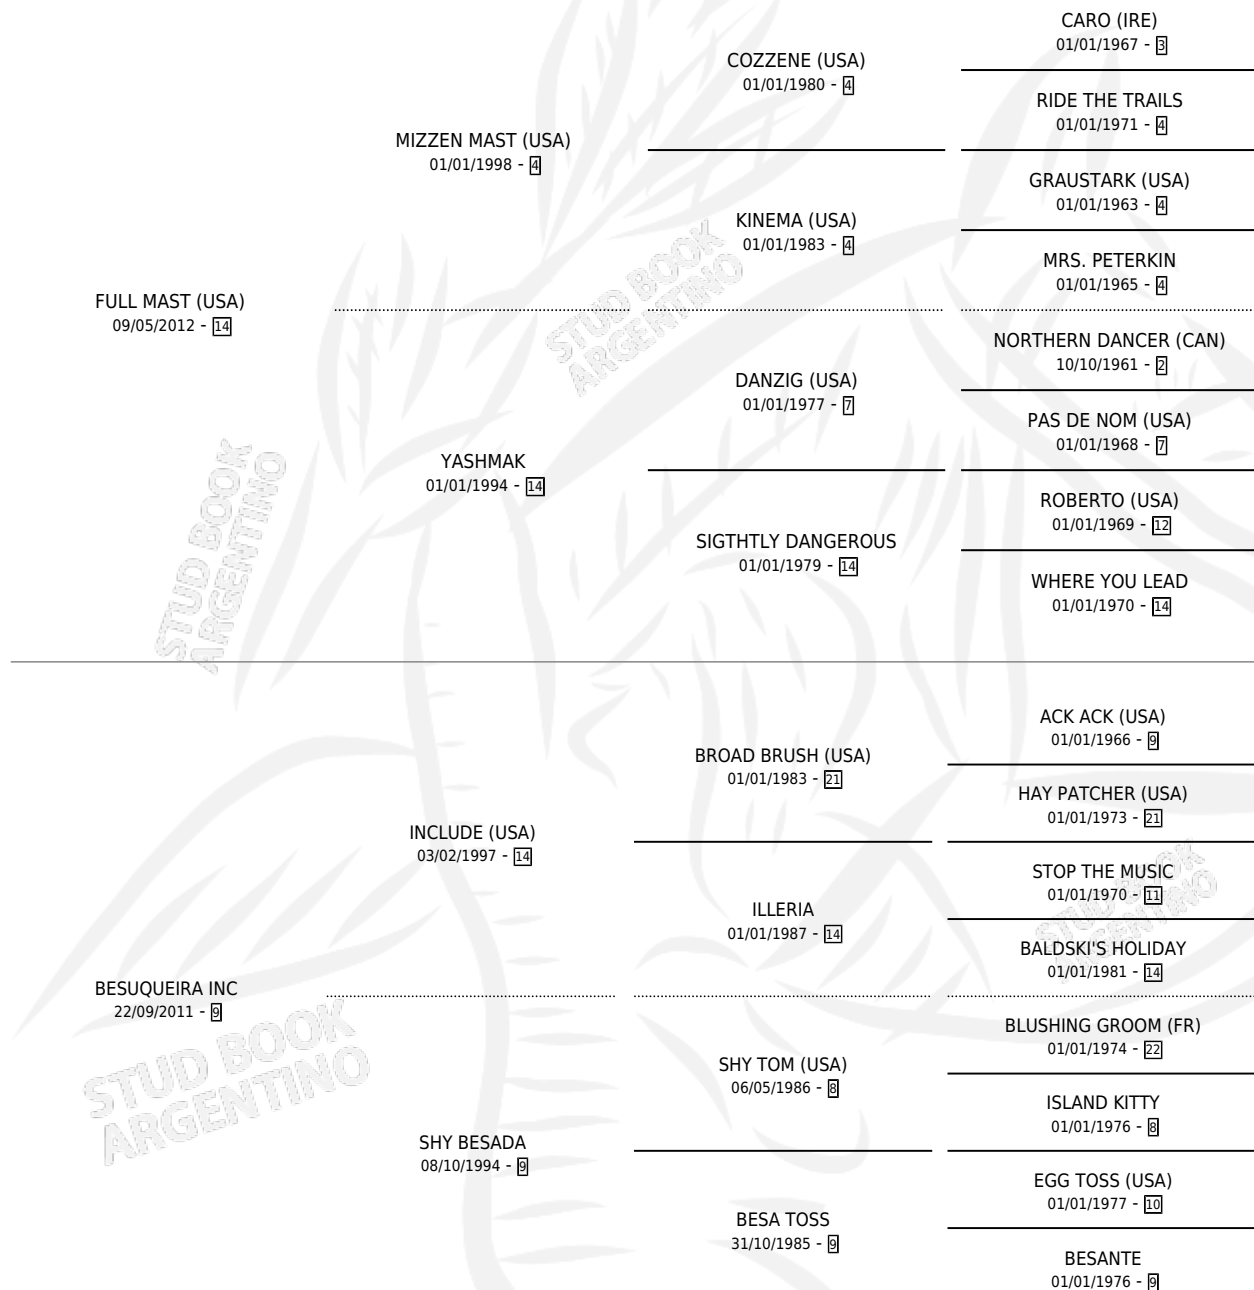 CARO (IRE)
01/01/1967 - 3
COZZENE (USA)
01/01/1980 - 4
RIDE THE TRAILS
01/01/1971 - 4
MIZZEN MAST (USA)
01/01/1998 - 4
GRAUSTARK (USA)
01/01/1963 - 4
KINEMA (USA)
01/01/1983 - 4
MRS. PETERKIN
01/01/1965 - 4
FULL MAST (USA)
09/05/2012 - 14
NORTHERN DANCER (CAN)
10/10/1961 - 2
DANZIG (USA)
01/01/1977 - 7
PAS DE NOM (USA)
01/01/1968 - 7
YASHMAK
01/01/1994 - 14
ROBERTO (USA)
01/01/1969 - 12
SIGTHTLY DANGEROUS
01/01/1979 - 14
WHERE YOU LEAD
01/01/1970 - 14
ACK ACK (USA)
01/01/1966 - 9
BROAD BRUSH (USA)
01/01/1983 - 21
HAY PATCHER (USA)
01/01/1973 - 21
INCLUDE (USA)
03/02/1997 - 14
STOP THE MUSIC
01/01/1970 - 11
ILLERIA
01/01/1987 - 14
BALDSKI'S HOLIDAY
01/01/1981 - 14
BESUQUEIRA INC
22/09/2011 - 9
BLUSHING GROOM (FR)
01/01/1974 - 22
SHY TOM (USA)
06/05/1986 - 8
ISLAND KITTY
01/01/1976 - 8
SHY BESADA
08/10/1994 - 9
EGG TOSS (USA)
01/01/1977 - 10
BESA TOSS
31/10/1985 - 9
BESANTE
01/01/1976 - 9
STUD BOOK
ARGENTINO
STUD BOOK
ARGENTINO
STUD BOOK
ARGENTINO
STUD BOOK
ARGENTINO